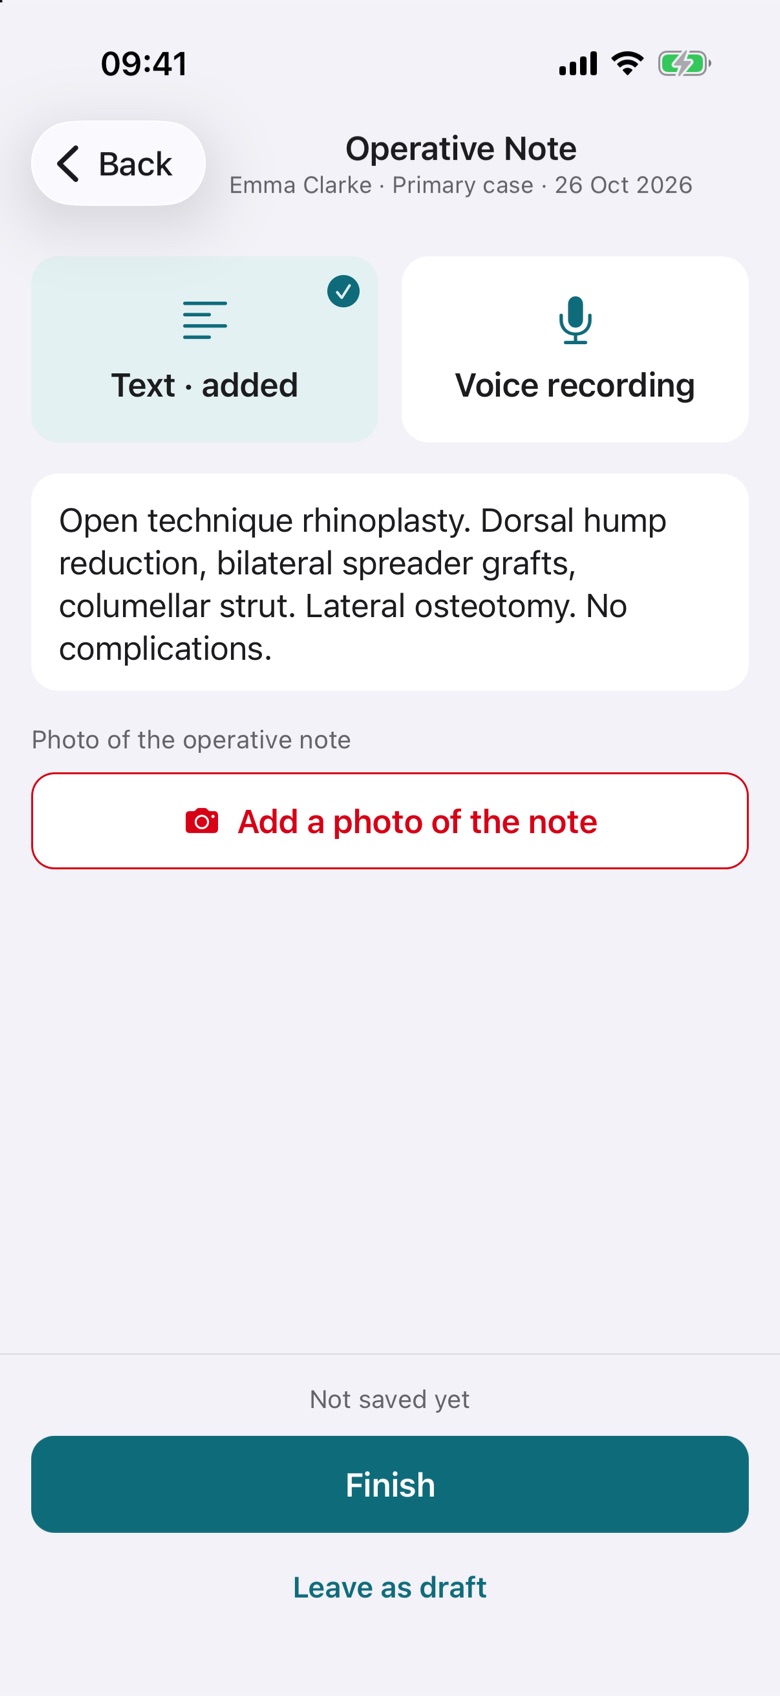 09:41
Back
Operative Note
Emma Clarke · Primary case · 26 Oct 2026
Text · added
Voice recording
Open technique rhinoplasty. Dorsal hump
reduction, bilateral spreader grafts,
columellar strut. Lateral osteotomy. No
complications.
Photo of the operative note
Add a photo of the note
Not saved yet
Finish
Leave as draft